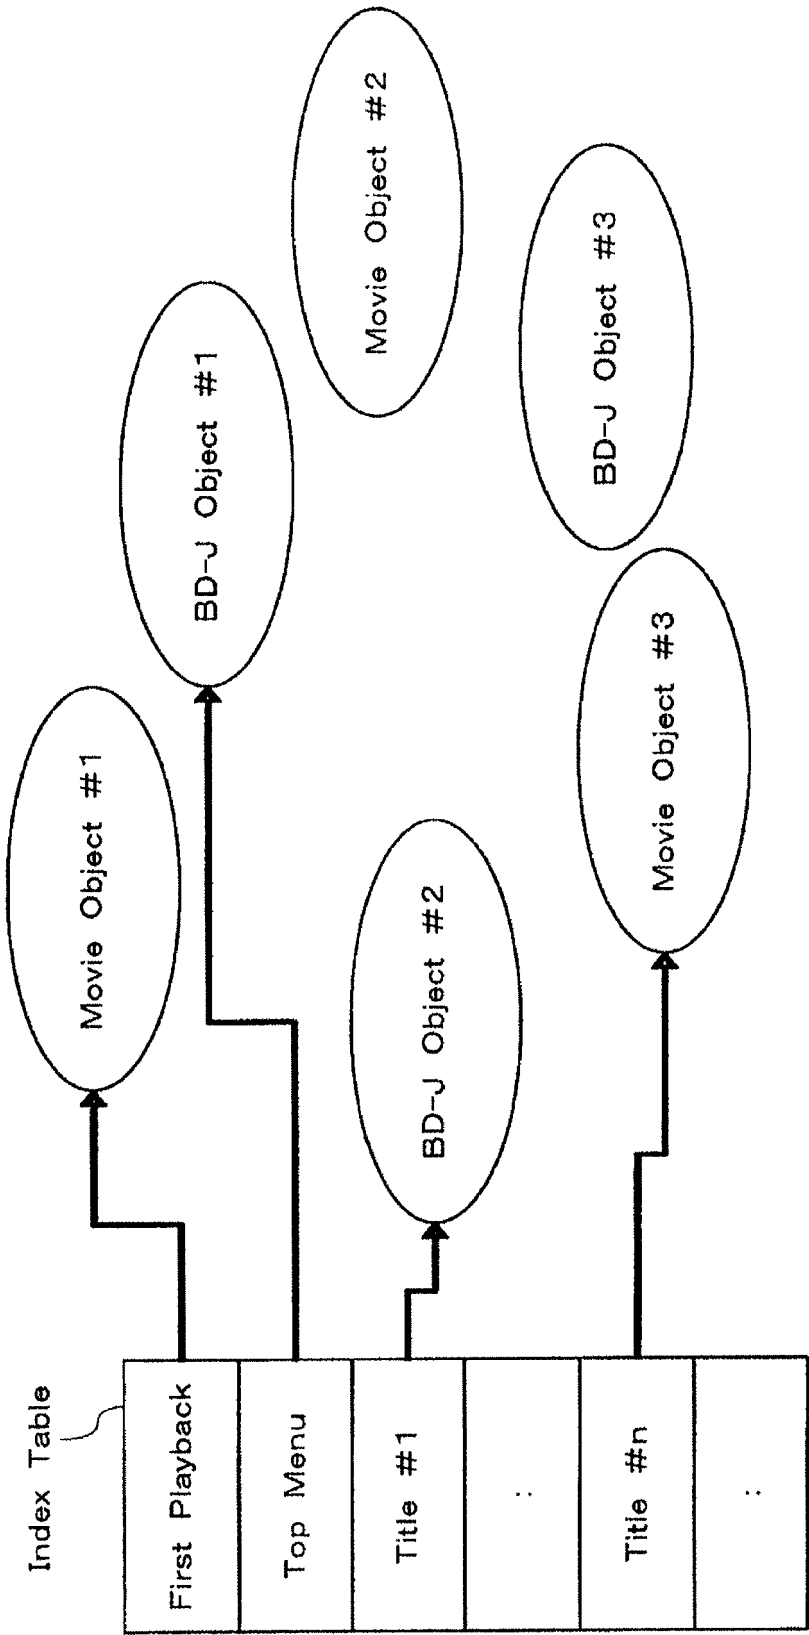 Index Table
First Playback
Top Menu
Title #1
:
Title #n
:
Movie Object #1
BD-J Object #1
BD-J Object #2
Movie Object #2
Movie Object #3
BD-J Object #3